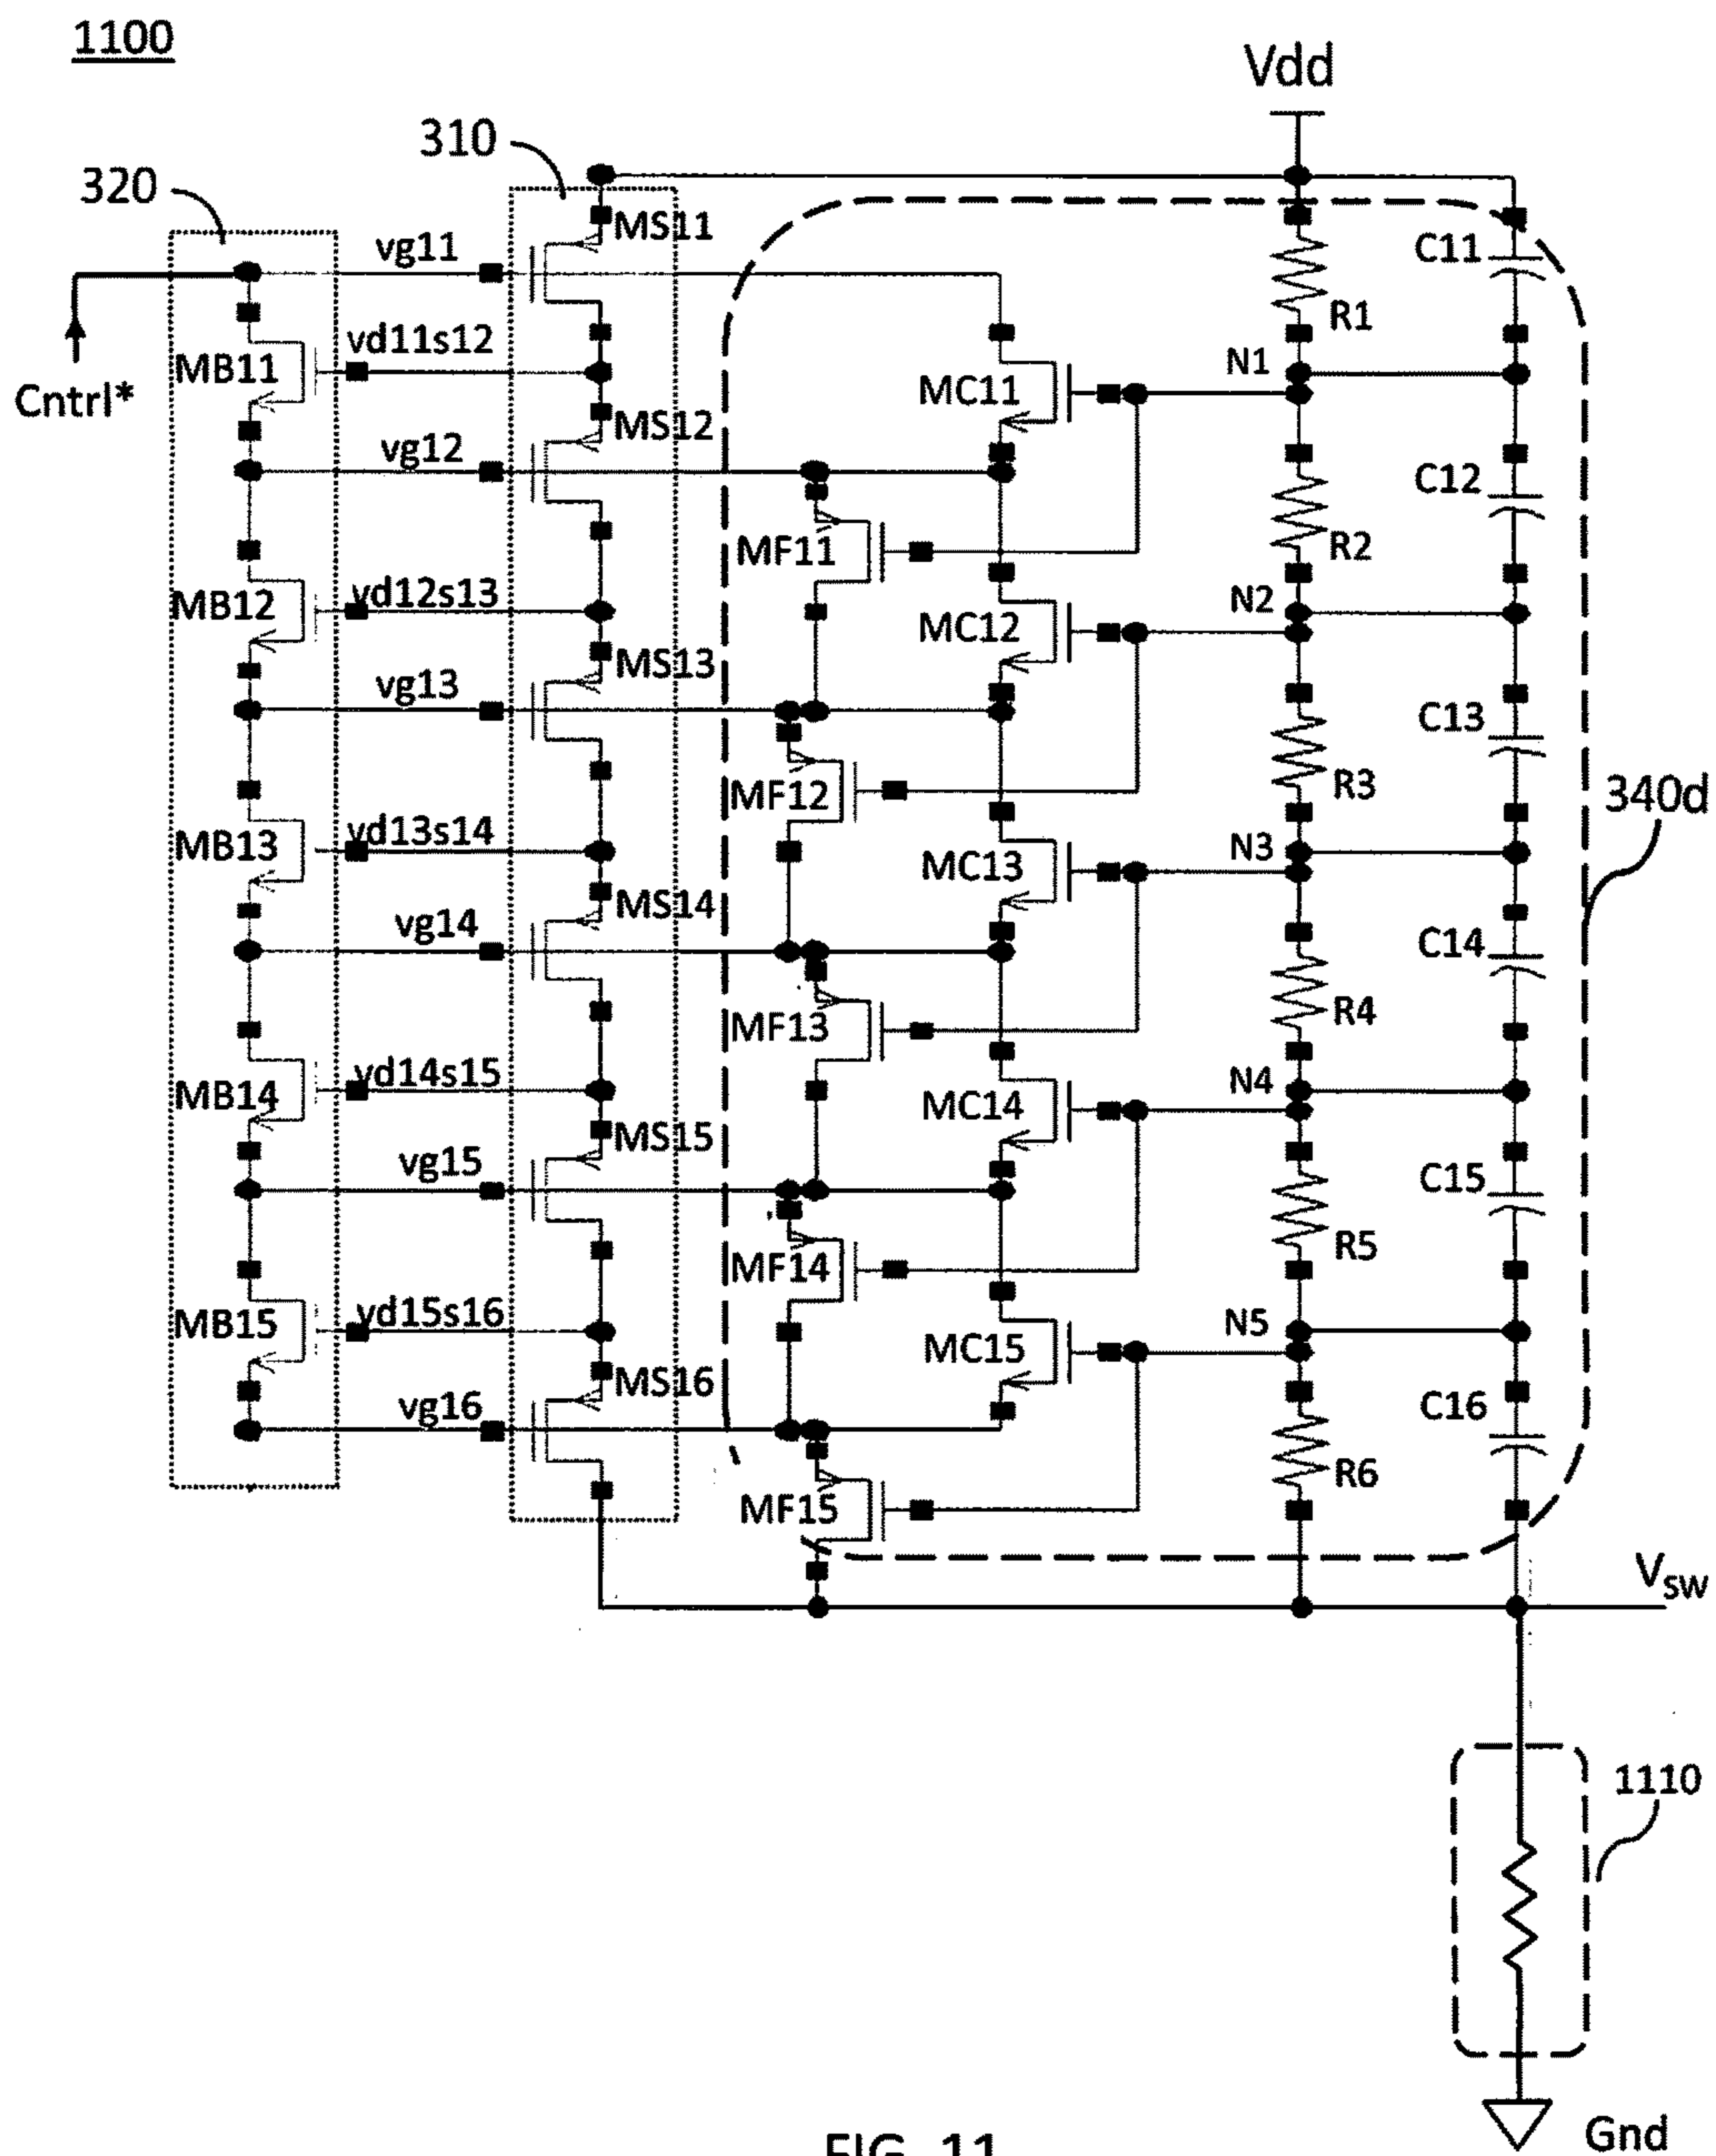 1100
Vdd
310
320
MS11
vg11
C11
R1
vd11s12
MB11
N1
MC11
Cntrl*
MS12
vg12
C12
MF11
R2
vd12s13
N2
MB12
MC12
MS13
vg13
C13
MF12
R3
340d
vd13s14
MB13
N3
MC13
MS14
vg14
C14
MF13
R4
vd14s15
N4
MB14
MC14
MS15
vg15
C15
MF14
R5
vd15s16
N5
MB15
MC15
MS16
vg16
C16
R6
MF15
VSW
1110
Gnd
FIG. 11